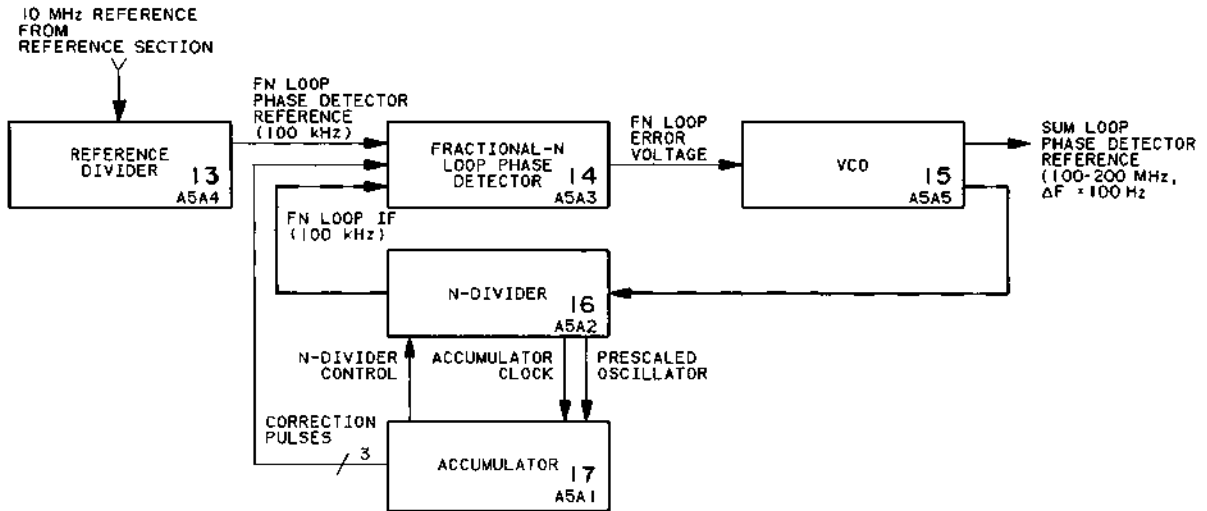 10 MHz REFERENCE
FROM
REFERENCE SECTION
REFERENCE
DIVIDER
13
A5A4
FN LOOP
PHASE DETECTOR
REFERENCE
(100 kHz)
FRACTIONAL-N
LOOP PHASE
DETECTOR
14
A5A3
FN LOOP
ERROR
VOLTAGE
VCO
15
A5A5
SUM LOOP
PHASE DETECTOR
REFERENCE
(100-200 MHz,
ΔF =100 Hz
FN LOOP IF
(100 kHz)
N-DIVIDER
16
A5A2
N-DIVIDER
CONTROL
ACCUMULATOR
CLOCK
PRESCALED
OSCILLATOR
CORRECTION
PULSES
3
ACCUMULATOR
17
A5A1